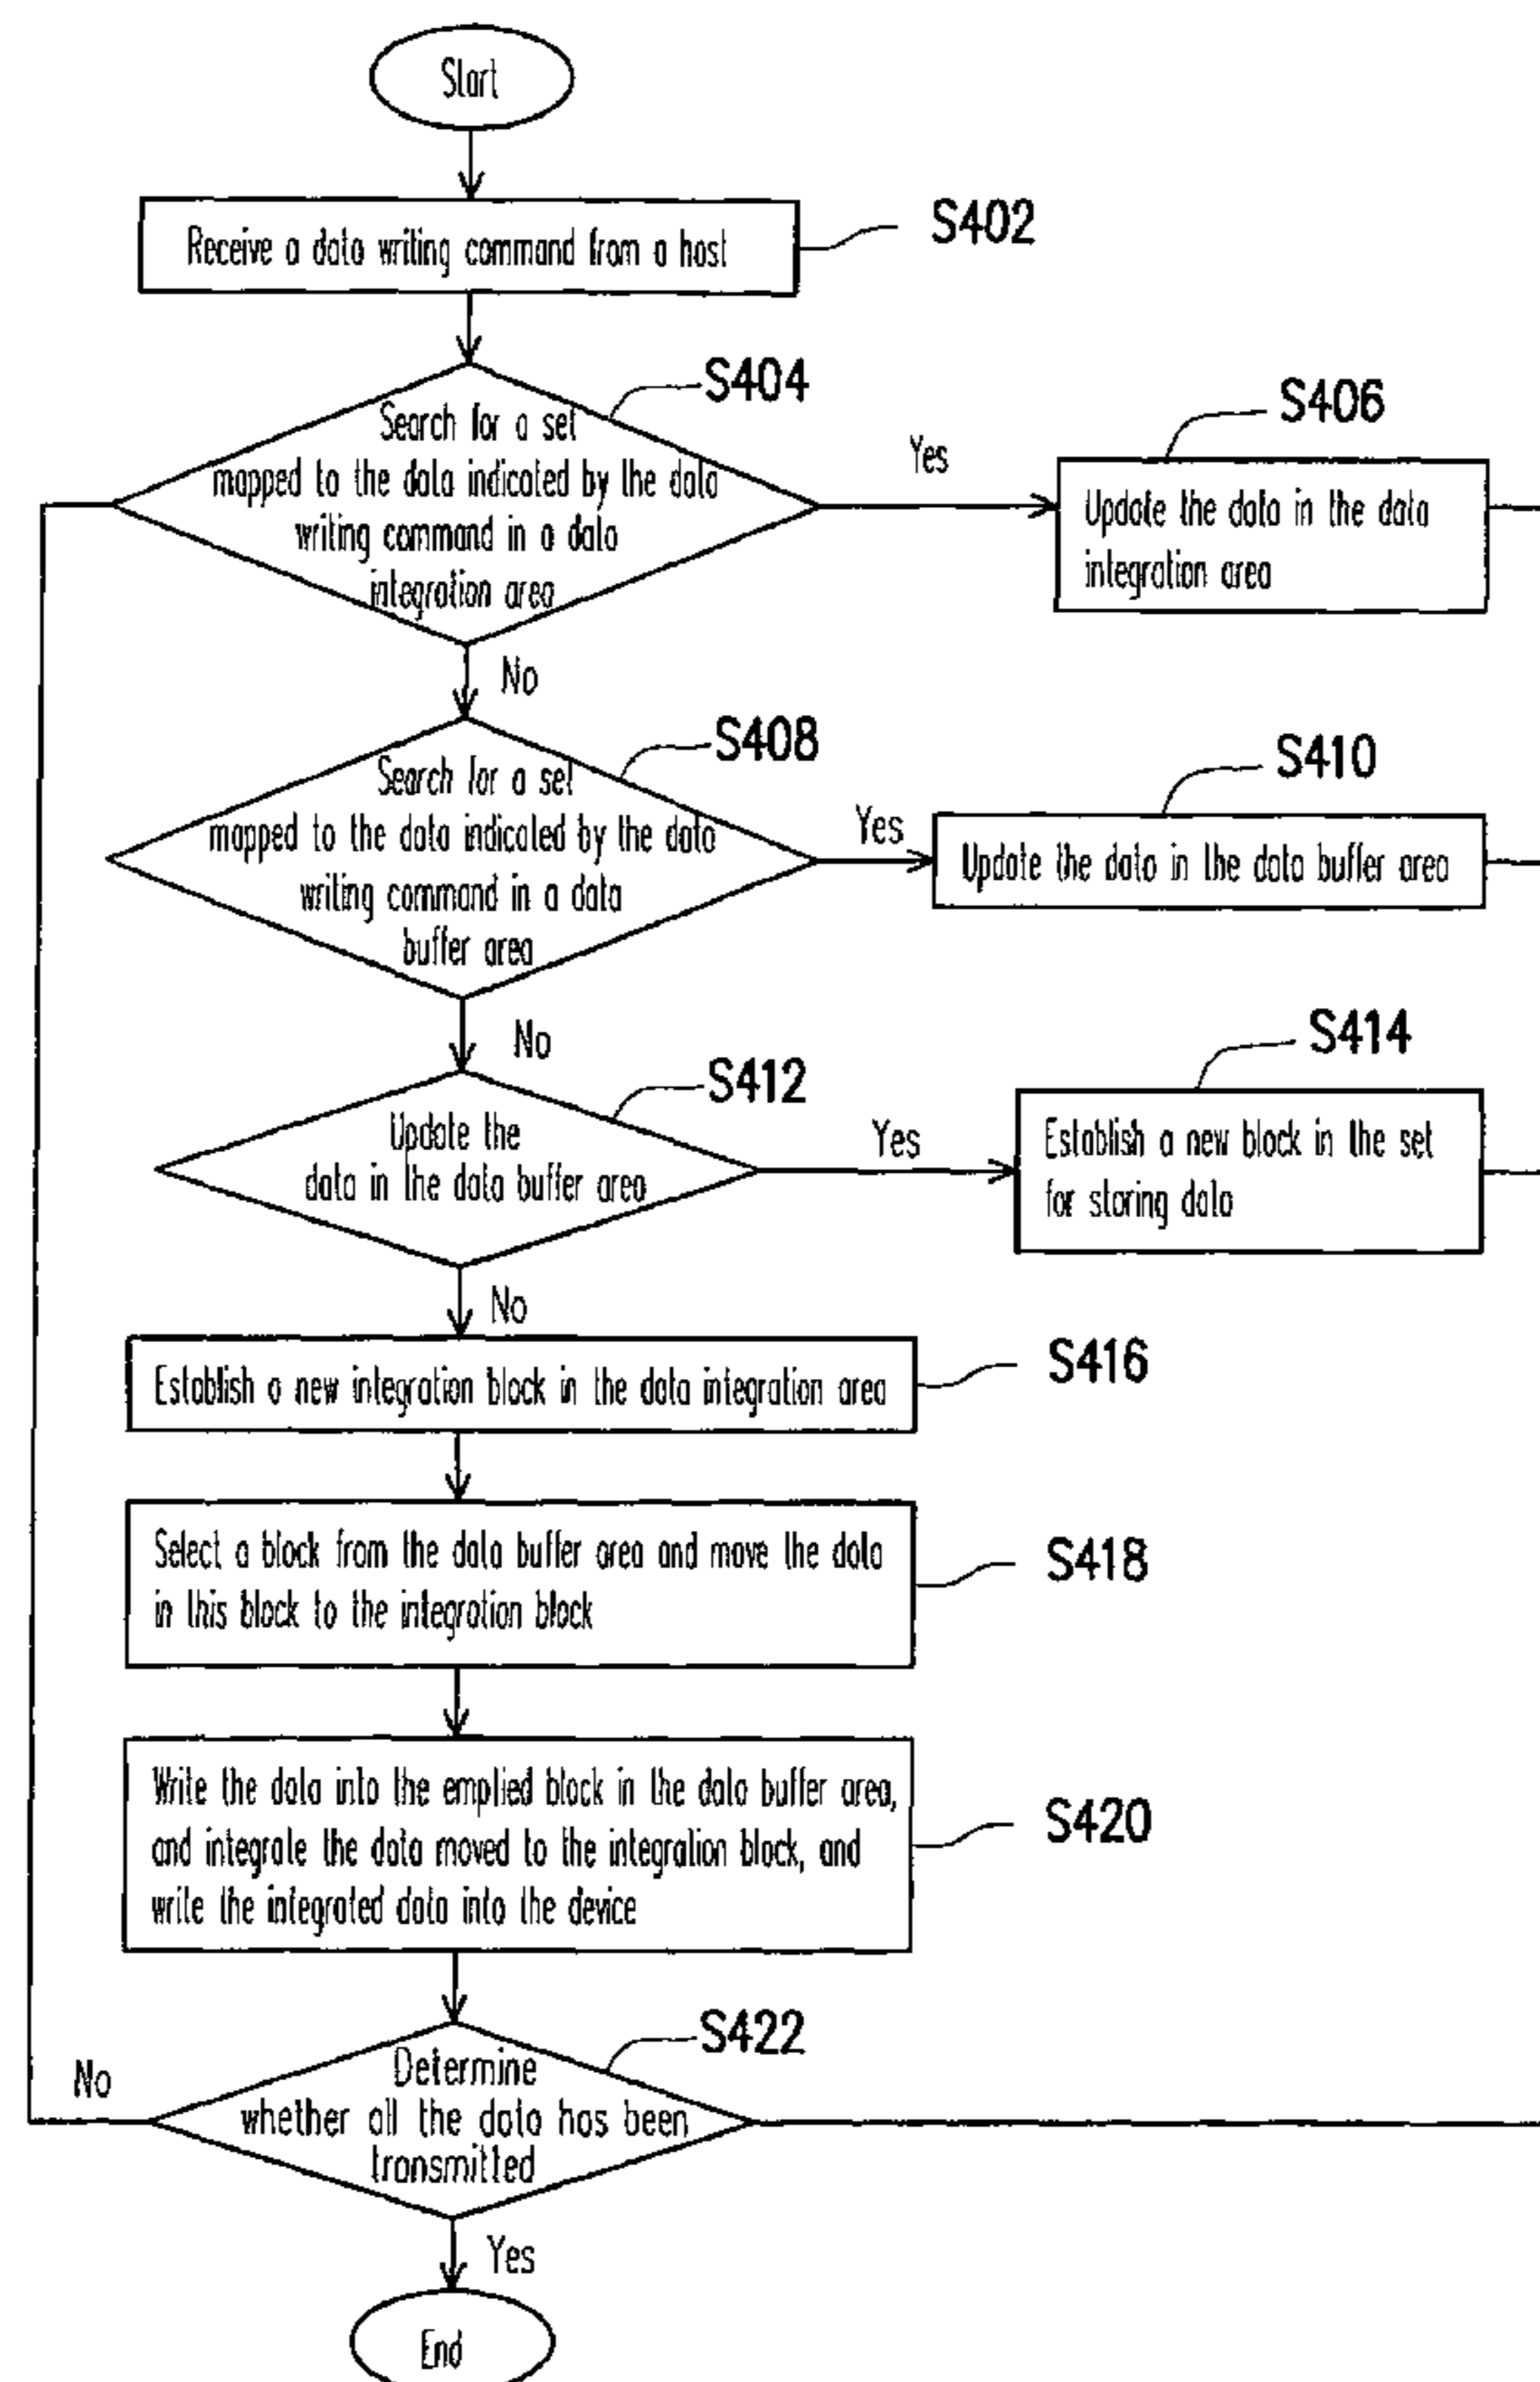 Start
Receive a data writing command from a host
S402
S404
Search for a set
mapped to the data indicated by the data
writing command in a data
integration area
Yes
S406
Update the data in the data
integration area
No
S408
Search for a set
mapped to the data indicated by the data
writing command in a data
buffer area
Yes
S410
Update the data in the data buffer area
No
S412
Update the
data in the data buffer area
Yes
S414
Establish a new block in the set
for storing data
No
Establish a new integration block in the data integration area
S416
Select a block from the data buffer area and move the data
in this block to the integration block
S418
Write the data into the emptied block in the data buffer area,
and integrate the data moved to the integration block, and
write the integrated data into the device
S420
S422
Determine
whether all the data has been
transmitted
No
Yes
End